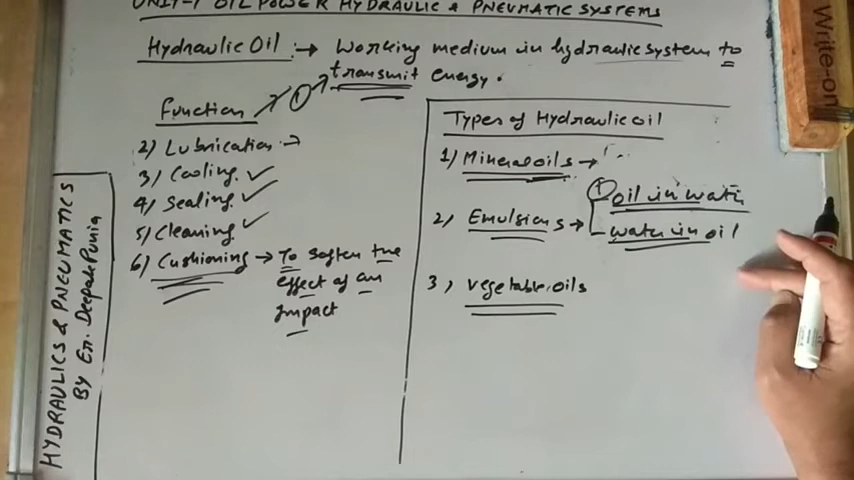 UNIT-1 OIL POWER HYDRAULIC & PNEUMATIC SYSTEMS
Hydraulic Oil :→ Working medium in hydraulic system to
transmit energy.
Function → ①
2) Lubrication →
3) Cooling ✓
4) Sealing ✓
5) Cleaning ✓
6) Cushioning → To soften the
effect of an
Impact
Types of Hydraulic oil
1) Mineral oils →
2) Emulsions → ① oil in water
water in oil
3) vegetable oils
HYDRAULICS & PNEUMATICS
BY Er. Deepak Punia
Write-on